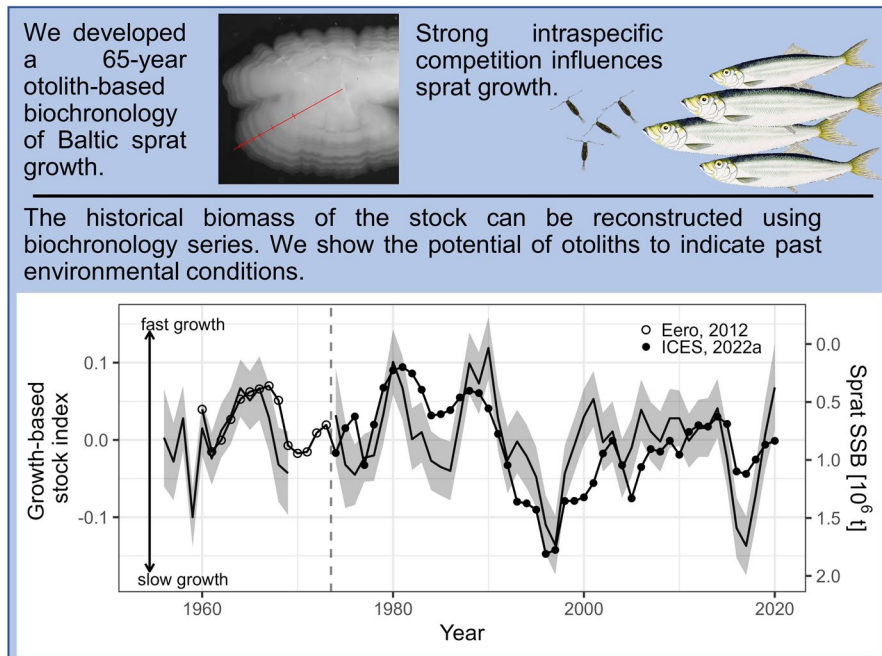 We developed
a 65-year
otolith-based
biochronology
of Baltic sprat
growth.
Strong intraspecific
competition influences
sprat growth.
The historical biomass of the stock can be reconstructed using
biochronology series. We show the potential of otoliths to indicate past
environmental conditions.
fast growth
slow growth
Eero, 2012
ICES, 2022a
Growth-based
stock index
0.1
0.0
-0.1
Sprat SSB [10⁶ t]
0.0
0.5
1.0
1.5
2.0
1960
1980
2000
2020
Year